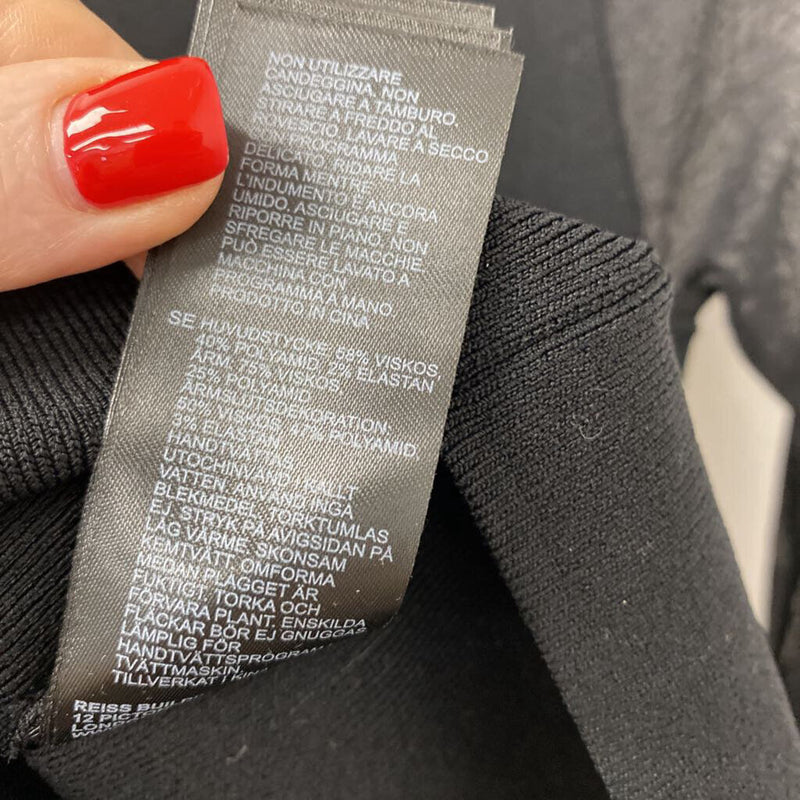 NON UTILIZZARE
CANDEGGINA. NON
ASCIUGARE A TAMBURO.
STIRARE A FREDDO AL
ROVESCIO. LAVARE A SECCO
PROGRAMMA
DELICATO. RIDARE LA
FORMA MENTRE
L'INDUMENTO È ANCORA
UMIDO. ASCIUGARE E
RIPORRE IN PIANO. NON
SFREGARE LE MACCHIE.
PUÒ ESSERE LAVATO A
MACCHINA CON
PROGRAMMA A MANO
PRODOTTO IN CINA
SE HUVUDSTYCKE: 58% VISKOS,
40% POLYAMID, 2% ELASTAN
ÄRM: 75% VISKOS,
25% POLYAMID
ÄRMSLUTSDEKORATION:
50% VISKOS, 47% POLYAMID
3% ELASTAN
HANDTVÄTTAS
UTOCHINVÄND I KALLT
VATTEN. ANVÄND INGA
BLEKMEDEL. TORKTUMLAS
EJ. STRYK PÅ AVIGSIDAN PÅ
LÅG VÄRME. SKONSAM
KEMTVÄTT. OMFORMA
MEDAN PLAGGET ÄR
FUKTIGT. TORKA OCH
FÖRVARA PLANT. ENSKILDA
FLÄCKAR BÖR EJ GNUGGAS
LÄMPLIG FÖR
HANDTVÄTTSPROGRAM
TVÄTTMASKIN.
TILLVERKAT I KINA
REISS BUILD
12 PICT
LOND